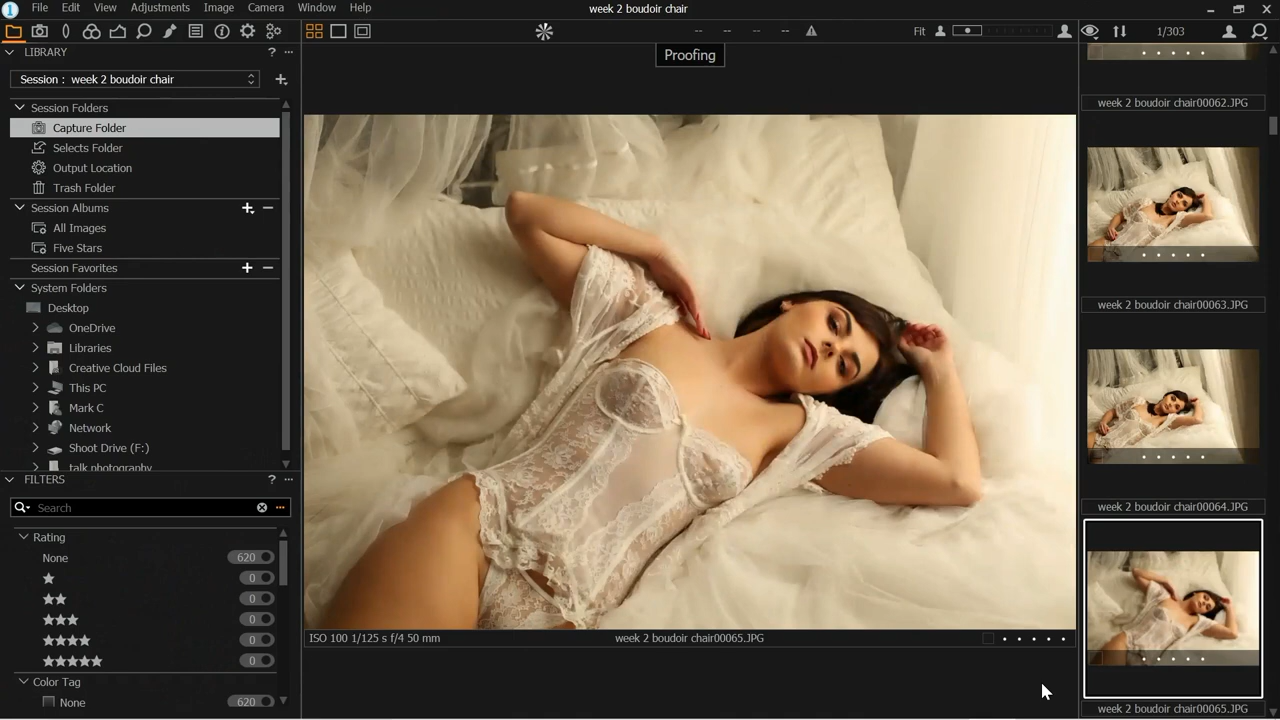 File Edit View Adjustments Image Camera Window Help
week 2 boudoir chair
Fit
1/303
Proofing
LIBRARY
?
Session : week 2 boudoir chair
Session Folders
Capture Folder
Selects Folder
Output Location
Trash Folder
Session Albums
All Images
Five Stars
Session Favorites
System Folders
Desktop
OneDrive
Libraries
Creative Cloud Files
This PC
Mark C
Network
Shoot Drive (F:)
talk photography
FILTERS
?
Search
Rating
None 620
0
0
0
0
0
Color Tag
None 620
ISO 100 1/125 s f/4 50 mm
week 2 boudoir chair00065.JPG
week 2 boudoir chair00062.JPG
week 2 boudoir chair00063.JPG
week 2 boudoir chair00064.JPG
week 2 boudoir chair00065.JPG